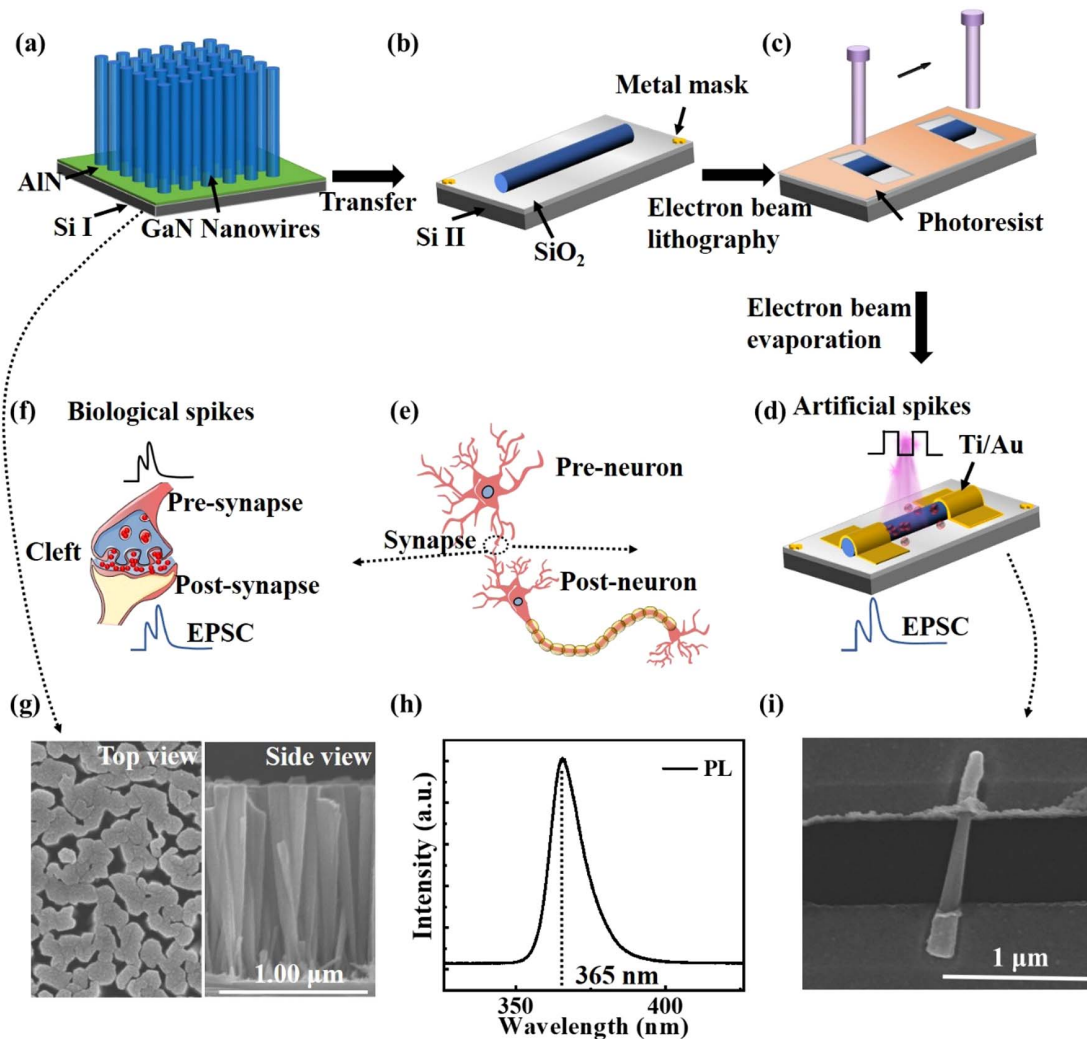 (a)
AlN
Si I
GaN Nanowires
Transfer
(b)
Metal mask
Si II
SiO₂
Electron beam
lithography
(c)
Photoresist
Electron beam
evaporation
(f)
Biological spikes
Pre-synapse
Cleft
Post-synapse
EPSC
(e)
Pre-neuron
Synapse
Post-neuron
(d)
Artificial spikes
Ti/Au
EPSC
(g)
Top view
Side view
1.00 μm
(h)
PL
Intensity (a.u.)
365 nm
350
400
Wavelength (nm)
(i)
1 μm